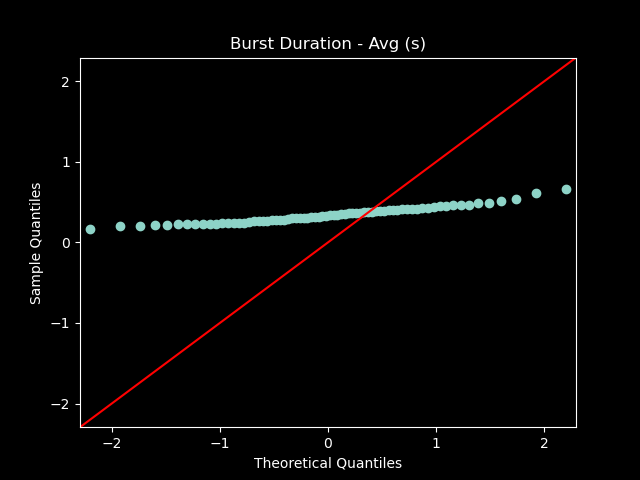 Burst Duration - Avg (s)
2
1
0
−1
−2
Sample Quantiles
−2 −1 0 1 2
Theoretical Quantiles